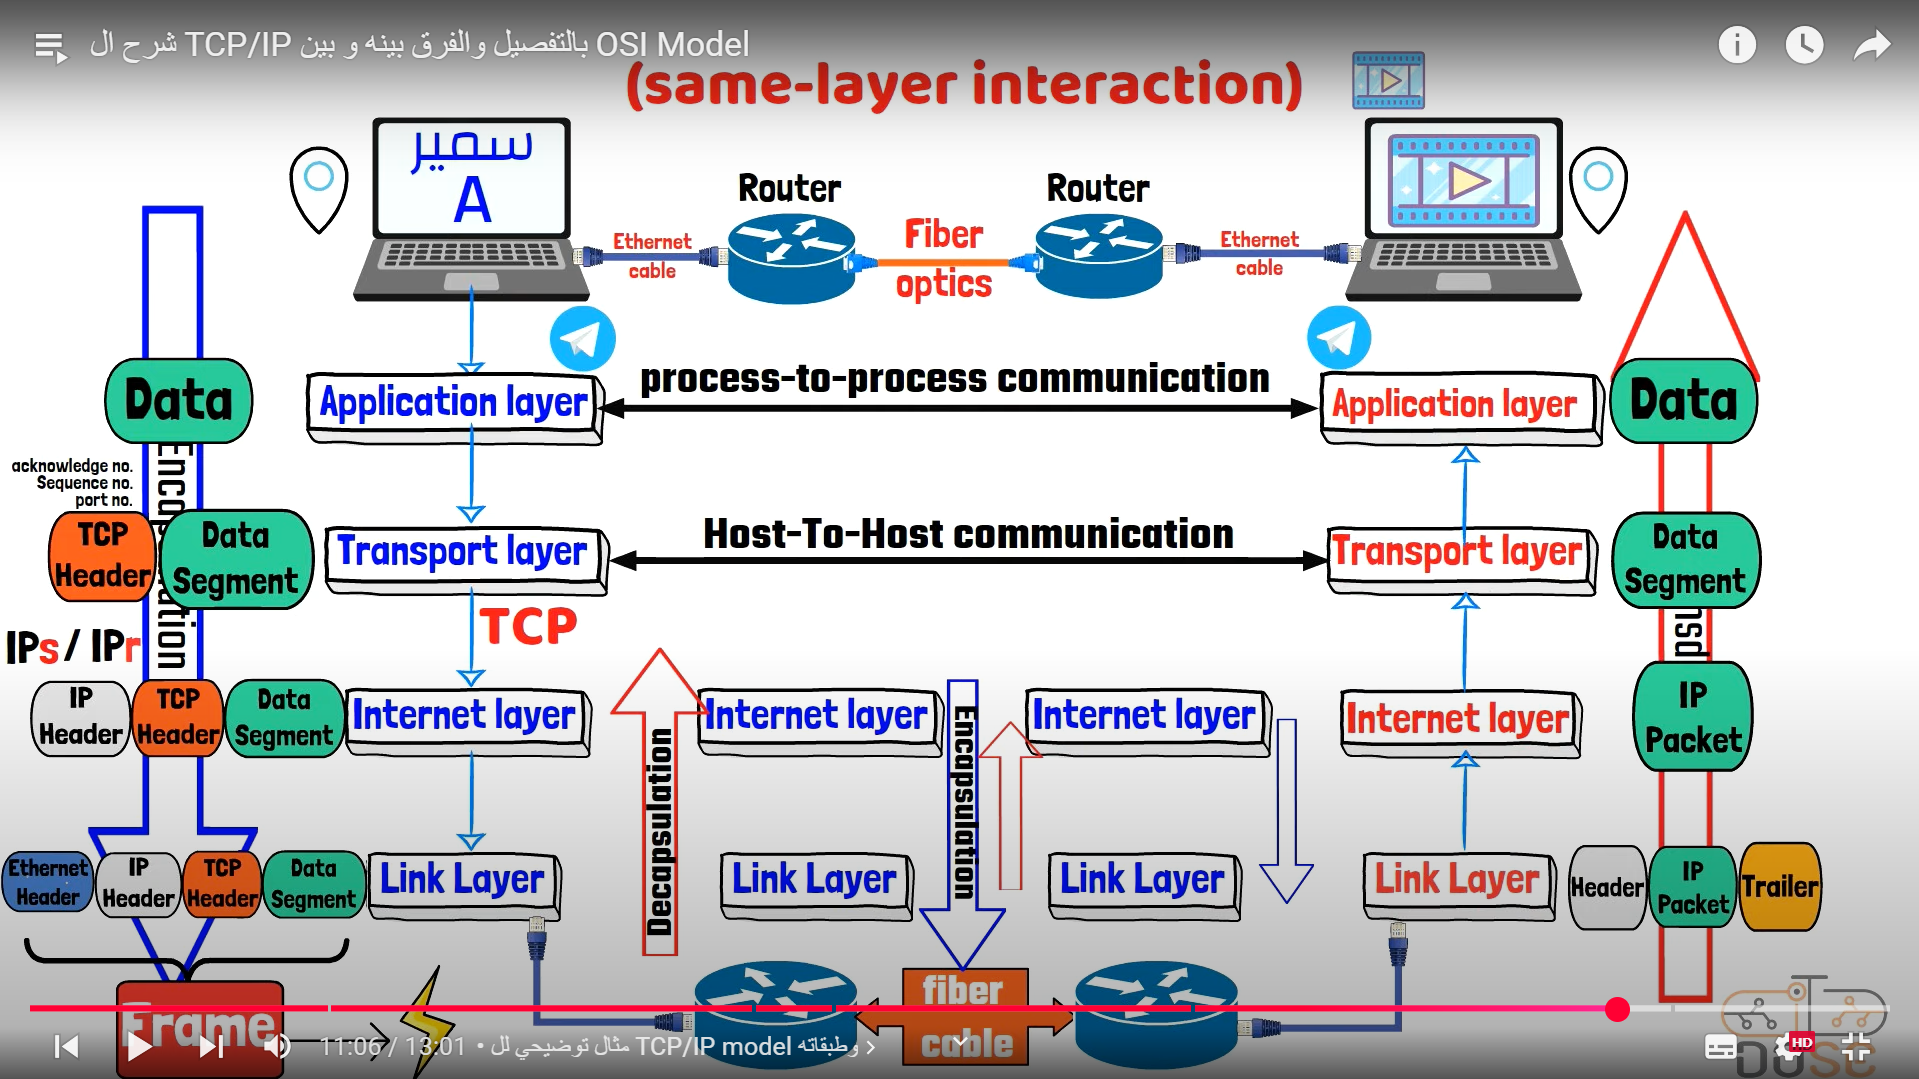 شرح ال TCP/IP بالتفصيل والفرق بينه و بين OSI Model
(same-layer interaction)
سمير
A
Router
Router
Ethernet
cable
Fiber
optics
Ethernet
cable
Data
Application layer
process-to-process communication
Application layer
Data
acknowledge no.
Sequence no.
port no.
TCP
Header
Data
Segment
Transport layer
Host-To-Host communication
Transport layer
Data
Segment
TCP
IPs / IPr
IP
Header
TCP
Header
Data
Segment
Internet layer
Internet layer
Internet layer
Internet layer
IP
Packet
Decapsulation
Encapsulation
Ethernet
Header
IP
Header
TCP
Header
Data
Segment
Link Layer
Link Layer
Link Layer
Link Layer
Header
IP
Packet
Trailer
Frame
fiber
cable
11:06 / 13:01 • مثال توضيحي لل TCP/IP model وطبقاته
HD